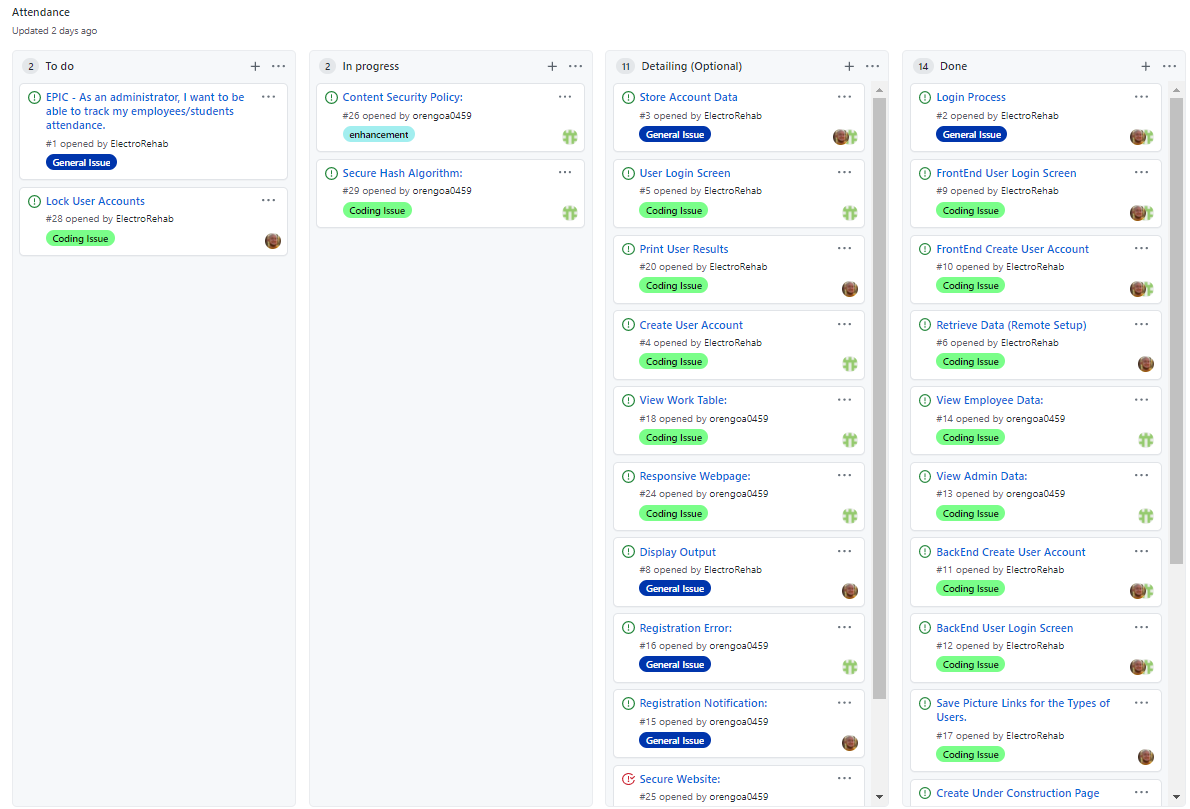 Attendance
Updated 2 days ago
2 To do
EPIC - As an administrator, I want to be
able to track my employees/students
attendance.
#1 opened by ElectroRehab
General Issue
Lock User Accounts
#28 opened by ElectroRehab
Coding Issue
2 In progress
Content Security Policy:
#26 opened by orengoa0459
enhancement
Secure Hash Algorithm:
#29 opened by orengoa0459
Coding Issue
11 Detailing (Optional)
Store Account Data
#3 opened by ElectroRehab
General Issue
User Login Screen
#5 opened by ElectroRehab
Coding Issue
Print User Results
#20 opened by ElectroRehab
Coding Issue
Create User Account
#4 opened by ElectroRehab
Coding Issue
View Work Table:
#18 opened by orengoa0459
Coding Issue
Responsive Webpage:
#24 opened by orengoa0459
Coding Issue
Display Output
#8 opened by ElectroRehab
General Issue
Registration Error:
#16 opened by orengoa0459
General Issue
Registration Notification:
#15 opened by orengoa0459
General Issue
Secure Website:
#25 opened by orengoa0459
14 Done
Login Process
#2 opened by ElectroRehab
General Issue
FrontEnd User Login Screen
#9 opened by ElectroRehab
Coding Issue
FrontEnd Create User Account
#10 opened by ElectroRehab
Coding Issue
Retrieve Data (Remote Setup)
#6 opened by ElectroRehab
Coding Issue
View Employee Data:
#14 opened by orengoa0459
Coding Issue
View Admin Data:
#13 opened by orengoa0459
Coding Issue
BackEnd Create User Account
#11 opened by ElectroRehab
Coding Issue
BackEnd User Login Screen
#12 opened by ElectroRehab
Coding Issue
Save Picture Links for the Types of
Users.
#17 opened by ElectroRehab
Coding Issue
Create Under Construction Page